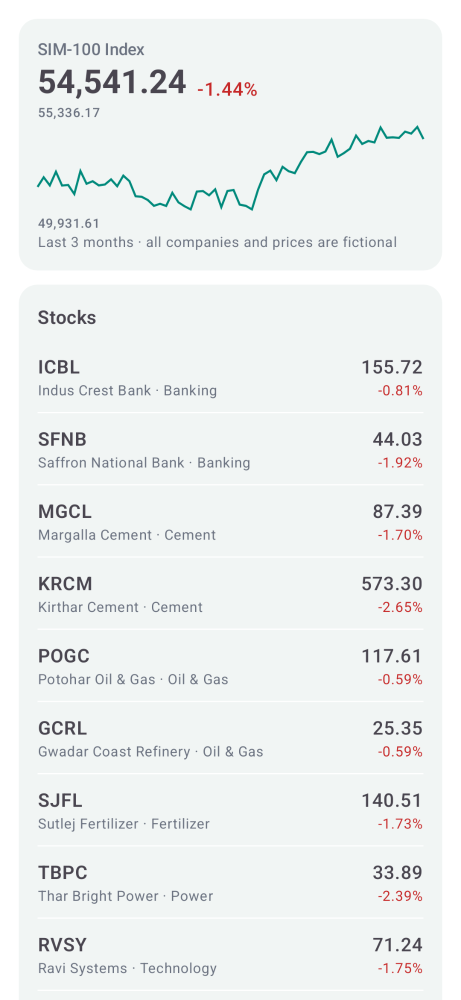 SIM-100 Index
54,541.24 -1.44%
55,336.17
49,931.61
Last 3 months · all companies and prices are fictional
Stocks
ICBL 155.72
Indus Crest Bank · Banking -0.81%
SFNB 44.03
Saffron National Bank · Banking -1.92%
MGCL 87.39
Margalla Cement · Cement -1.70%
KRCM 573.30
Kirthar Cement · Cement -2.65%
POGC 117.61
Potohar Oil & Gas · Oil & Gas -0.59%
GCRL 25.35
Gwadar Coast Refinery · Oil & Gas -0.59%
SJFL 140.51
Sutlej Fertilizer · Fertilizer -1.73%
TBPC 33.89
Thar Bright Power · Power -2.39%
RVSY 71.24
Ravi Systems · Technology -1.75%